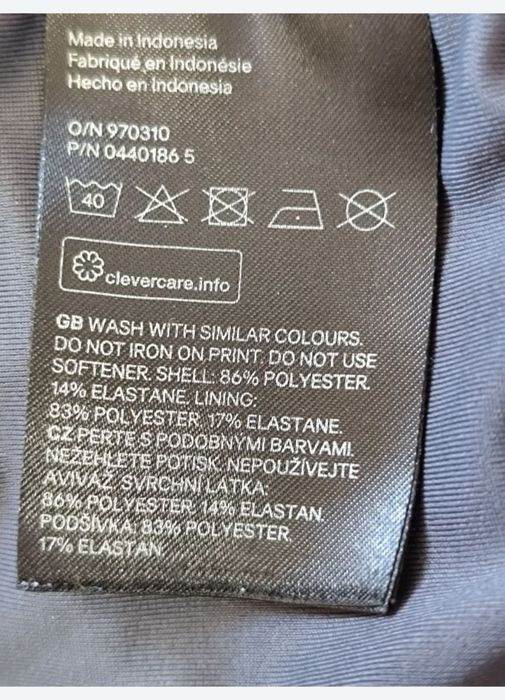 Made in Indonesia
Fabriqué en Indonésie
Hecho en Indonesia
O/N 970310
P/N 0440186 5
40
clevercare.info
GB WASH WITH SIMILAR COLOURS.
DO NOT IRON ON PRINT. DO NOT USE
SOFTENER. SHELL: 86% POLYESTER.
14% ELASTANE. LINING:
83% POLYESTER. 17% ELASTANE.
CZ PERTE S PODOBNÝMI BARVAMI.
NEŽEHLETE POTISK. NEPOUŽÍVEJTE
AVIVÁŽ. SVRCHNÍ LÁTKA:
86% POLYESTER. 14% ELASTAN.
PODŠÍVKA: 83% POLYESTER.
17% ELASTAN.